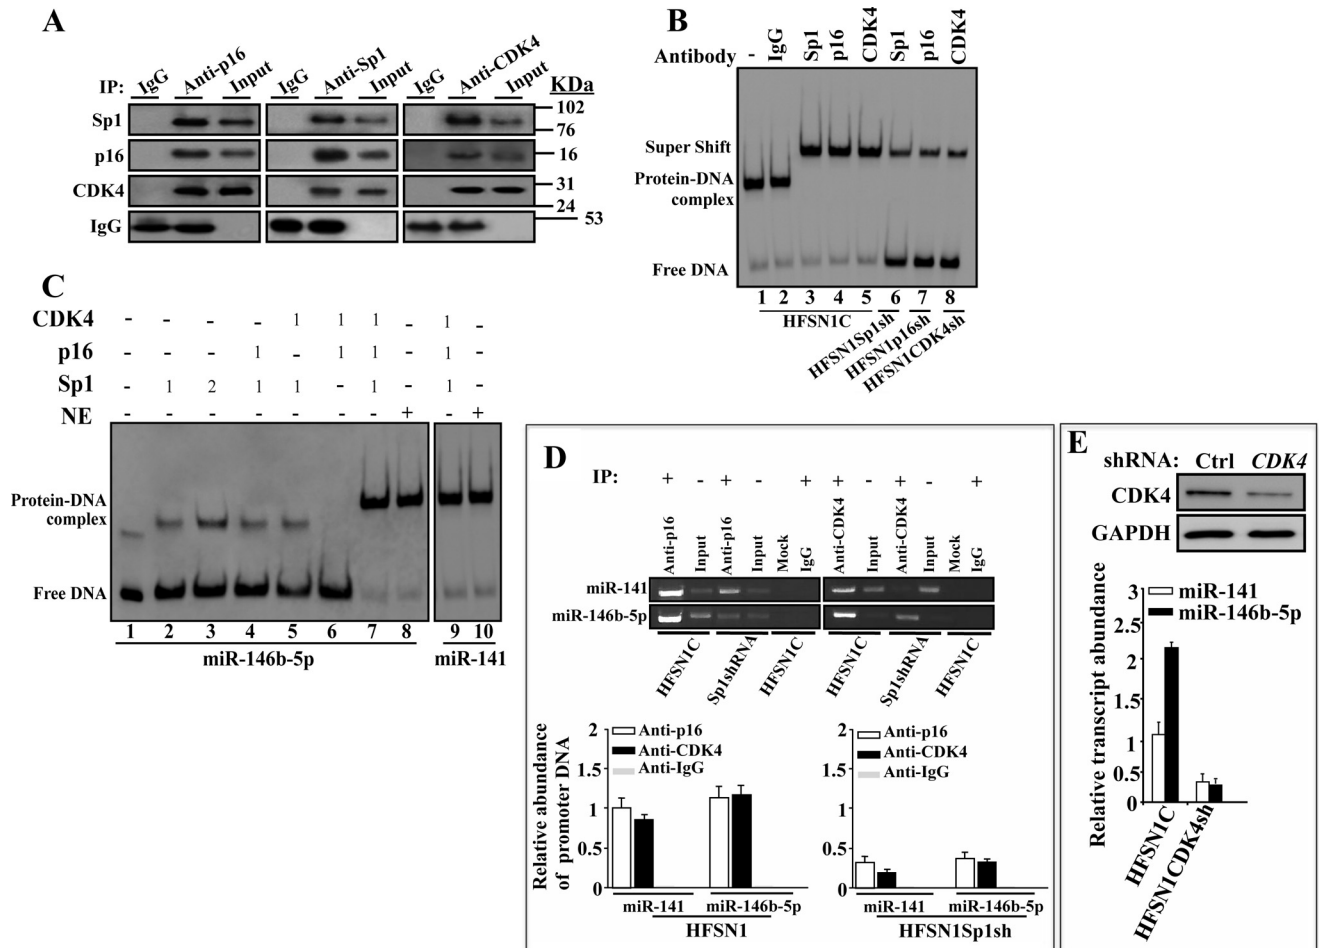 A
IP: IgG Anti-p16 Input IgG Anti-Sp1 Input IgG Anti-CDK4 Input KDa
Sp1 102
76
p16 16
CDK4 31
24
IgG 53
B
Antibody - IgG Sp1 p16 CDK4 Sp1 p16 CDK4
Super Shift
Protein-DNA
complex
Free DNA
1 2 3 4 5 6 7 8
HFSN1C HFSN1Sp1sh HFSN1p16sh HFSN1CDK4sh
C
CDK4 - - - - 1 1 1 - 1 -
p16 - - - 1 - 1 1 - 1 -
Sp1 - 1 2 1 1 - 1 - 1 -
NE - - - - - - - + - +
Protein-DNA
complex
Free DNA
1 2 3 4 5 6 7 8 9 10
miR-146b-5p miR-141
D
IP: + - + - + + - + - +
Anti-p16 Input Anti-p16 Input Mock IgG Anti-CDK4 Input Anti-CDK4 Input Mock IgG
miR-141
miR-146b-5p
HFSN1C Sp1shRNA HFSN1C HFSN1C Sp1shRNA HFSN1C
Relative abundance
of promoter DNA
2
1.5
1
0.5
0
Anti-p16
Anti-CDK4
Anti-IgG
miR-141 miR-146b-5p
HFSN1
2
1.5
1
0.5
0
Anti-p16
Anti-CDK4
Anti-IgG
miR-141 miR-146b-5p
HFSN1Sp1sh
E
shRNA: Ctrl CDK4
CDK4
GAPDH
Relative transcript abundance
3
2.5
2
1.5
1
0.5
0
miR-141
miR-146b-5p
HFSN1C
HFSN1CDK4sh